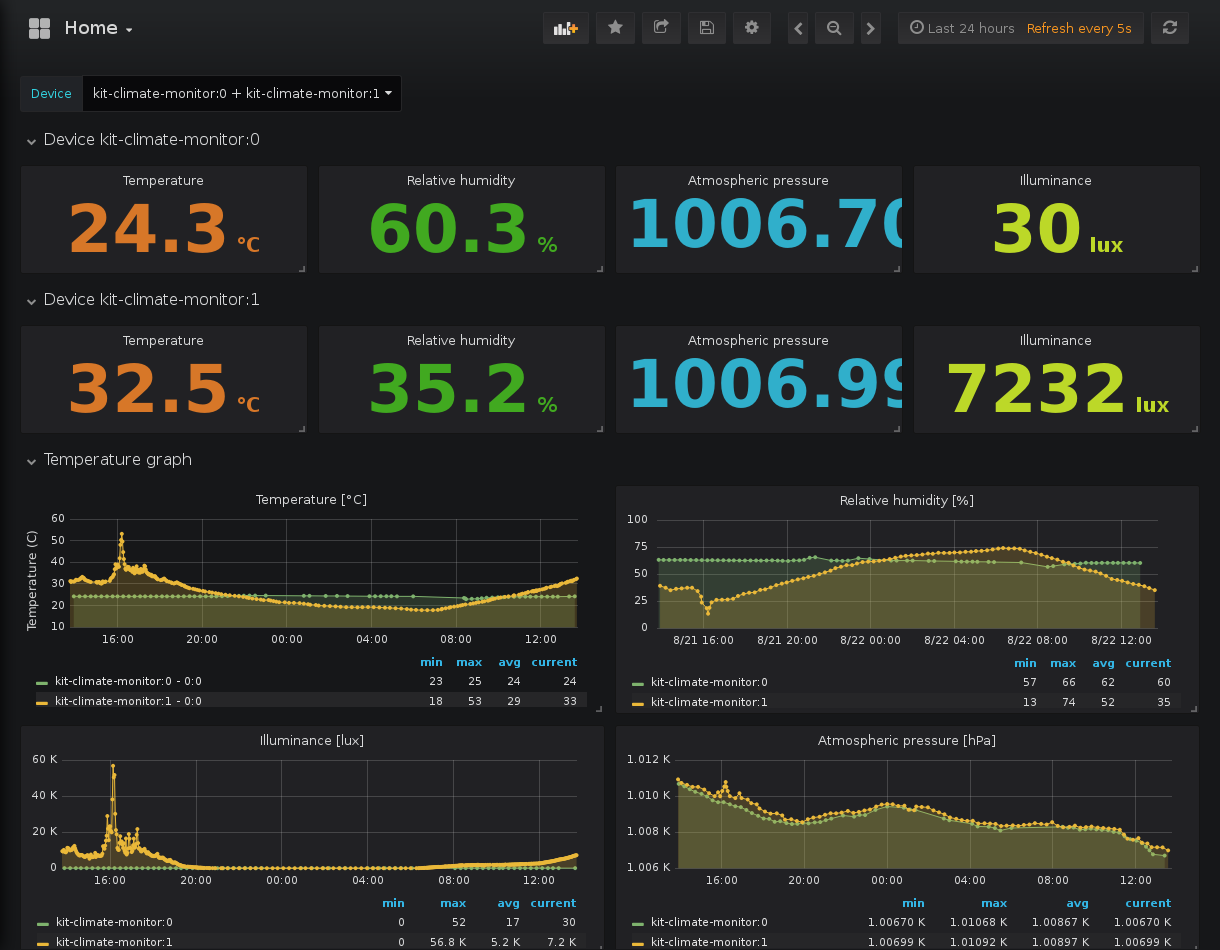 Home
Last 24 hours Refresh every 5s
Device kit-climate-monitor:0 + kit-climate-monitor:1
Device kit-climate-monitor:0
Temperature Relative humidity Atmospheric pressure Illuminance
24.3 °C 60.3 % 1006.70 30 lux
Device kit-climate-monitor:1
Temperature Relative humidity Atmospheric pressure Illuminance
32.5 °C 35.2 % 1006.99 7232 lux
Temperature graph
Temperature [°C]
Temperature (C)
60
50
40
30
20
10
16:00 20:00 00:00 04:00 08:00 12:00
min max avg current
kit-climate-monitor:0 - 0:0 23 25 24 24
kit-climate-monitor:1 - 0:0 18 53 29 33
Relative humidity [%]
100
75
50
25
0
8/21 16:00 8/21 20:00 8/22 00:00 8/22 04:00 8/22 08:00 8/22 12:00
min max avg current
kit-climate-monitor:0 57 66 62 60
kit-climate-monitor:1 13 74 52 35
Illuminance [lux]
60 K
40 K
20 K
0
16:00 20:00 00:00 04:00 08:00 12:00
min max avg current
kit-climate-monitor:0 0 52 17 30
kit-climate-monitor:1 0 56.8 K 5.2 K 7.2 K
Atmospheric pressure [hPa]
1.012 K
1.010 K
1.008 K
1.006 K
16:00 20:00 00:00 04:00 08:00 12:00
min max avg current
kit-climate-monitor:0 1.00670 K 1.01068 K 1.00867 K 1.00670 K
kit-climate-monitor:1 1.00699 K 1.01092 K 1.00897 K 1.00699 K